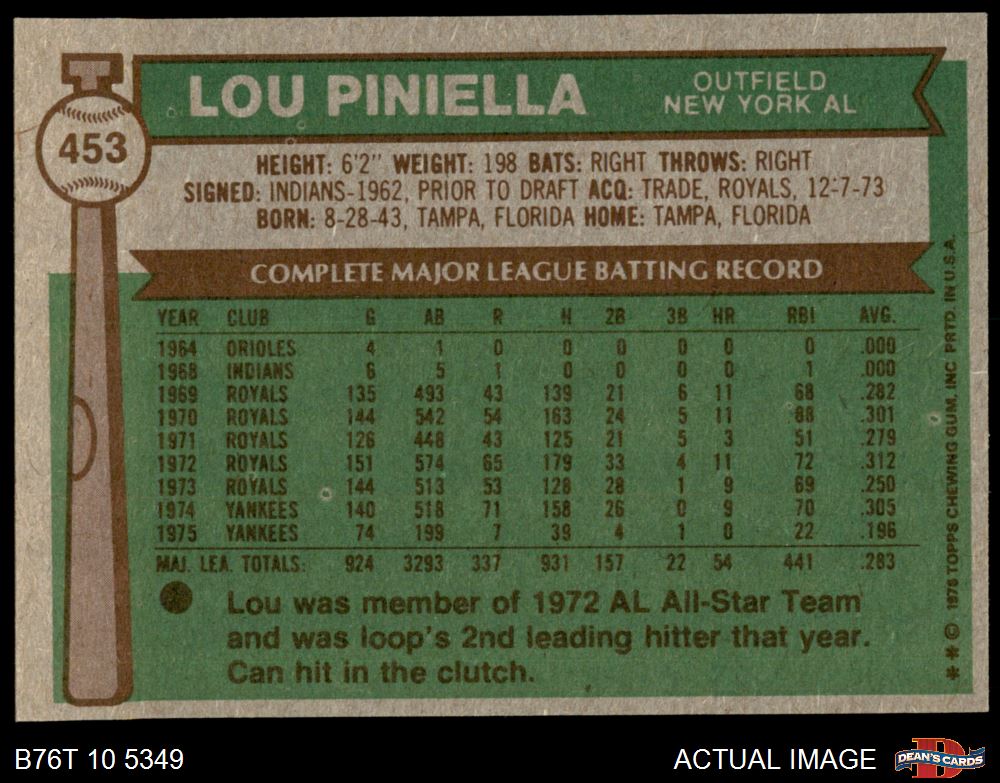 453
LOU PINIELLA
OUTFIELD
NEW YORK AL
HEIGHT: 6'2" WEIGHT: 198 BATS: RIGHT THROWS: RIGHT
SIGNED: INDIANS-1962, PRIOR TO DRAFT ACQ: TRADE, ROYALS, 12-7-73
BORN: 8-28-43, TAMPA, FLORIDA HOME: TAMPA, FLORIDA
COMPLETE MAJOR LEAGUE BATTING RECORD
YEAR CLUB G AB R H 2B 3B HR RBI AVG.
1964 ORIOLES 4 1 0 0 0 0 0 0 .000
1968 INDIANS 6 5 1 0 0 0 0 1 .000
1969 ROYALS 135 493 43 139 21 6 11 68 .282
1970 ROYALS 144 542 54 163 24 5 11 88 .301
1971 ROYALS 126 448 43 125 21 5 3 51 .279
1972 ROYALS 151 574 65 179 33 4 11 72 .312
1973 ROYALS 144 513 53 128 28 1 9 69 .250
1974 YANKEES 140 518 71 158 26 0 9 70 .305
1975 YANKEES 74 199 7 39 4 1 0 22 .196
MAJ. LEA. TOTALS: 924 3293 337 931 157 22 54 441 .283
Lou was member of 1972 AL All-Star Team
and was loop's 2nd leading hitter that year.
Can hit in the clutch.
** © 1976 TOPPS CHEWING GUM, INC PRTD. IN U.S.A.
B76T 10 5349
ACTUAL IMAGE
DEAN'S CARDS